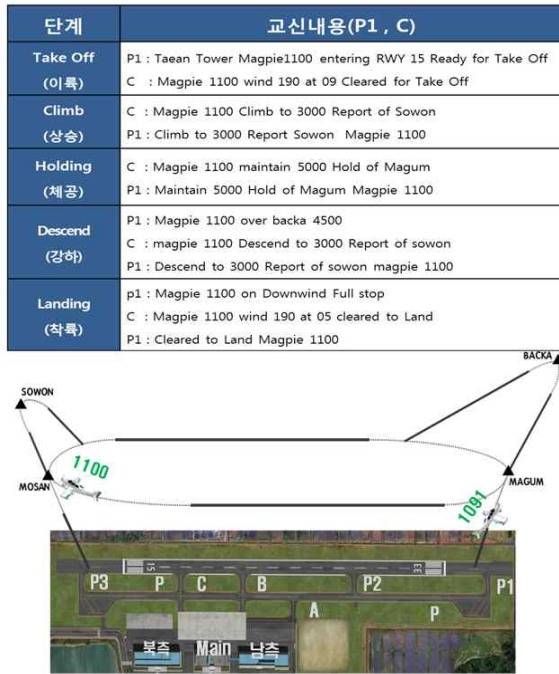 단계 교신내용(P1 , C)
Take Off
(이륙)
P1 : Taean Tower Magpie1100 entering RWY 15 Ready for Take Off
C : Magpie 1100 wind 190 at 09 Cleared for Take Off
Climb
(상승)
C : Magpie 1100 Climb to 3000 Report of Sowon
P1 : Climb to 3000 Report Sowon Magpie 1100
Holding
(체공)
C : Magpie 1100 maintain 5000 Hold of Magum
P1 : Maintain 5000 Hold of Magum Magpie 1100
Descend
(강하)
P1 : Magpie 1100 over backa 4500
C : magpie 1100 Descend to 3000 Report of sowon
P1 : Descend to 3000 Report of sowon magpie 1100
Landing
(착륙)
p1 : Magpie 1100 on Downwind Full stop
C : Magpie 1100 wind 190 at 05 cleared to Land
P1 : Cleared to Land Magpie 1100
BACKA
SOWON
1100
MOSAN
MAGUM
1091
15
33
P3 P C B P2 P1
A P
북측 Main 남측